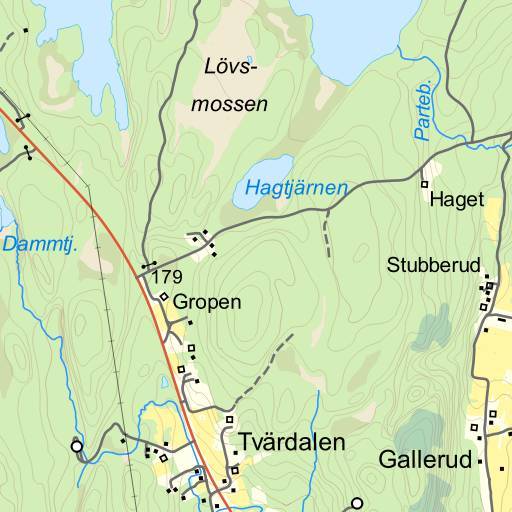 Lövs-
mossen
Parteb.
Hagtjärnen
Haget
Dammtj.
Stubberud
179
Gropen
Tvärdalen
Gallerud